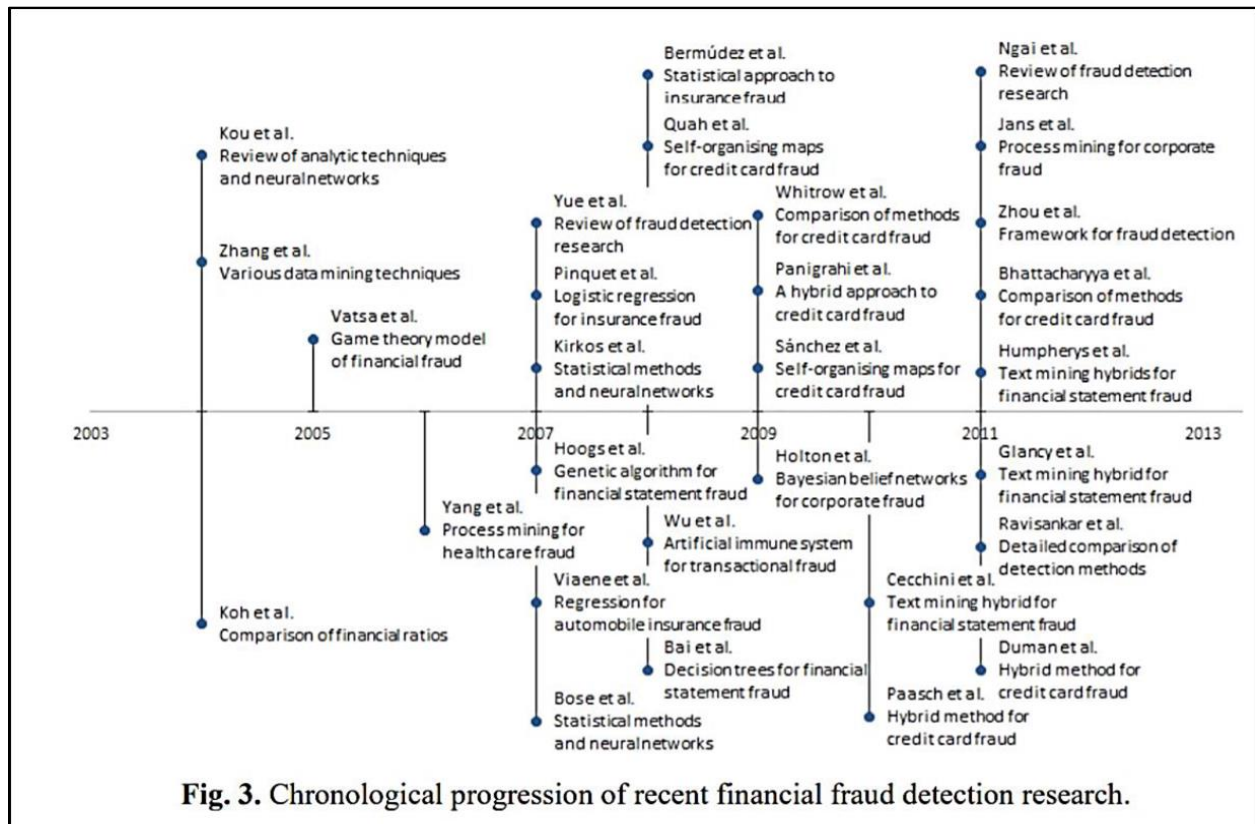 Kou et al.
Review of analytic techniques
and neural networks
Zhang et al.
Various data mining techniques
Vatsa et al.
Game theory model
of financial fraud
Yue et al.
Review of fraud detection
research
Pinquet et al.
Logistic regression
for insurance fraud
Kirkos et al.
Statistical methods
and neural networks
Bermúdez et al.
Statistical approach to
insurance fraud
Quah et al.
Self-organising maps
for credit card fraud
Whitrow et al.
Comparison of methods
for credit card fraud
Panigrahi et al.
A hybrid approach to
credit card fraud
Sánchez et al.
Self-organising maps for
credit card fraud
Ngai et al.
Review of fraud detection
research
Jans et al.
Process mining for corporate
fraud
Zhou et al.
Framework for fraud detection
Bhattacharyya et al.
Comparison of methods
for credit card fraud
Humpherys et al.
Text mining hybrids for
financial statement fraud
2003 2005 2007 2009 2011 2013
Koh et al.
Comparison of financial ratios
Yang et al.
Process mining for
health care fraud
Hoogs et al.
Genetic algorithm for
financial statement fraud
Viaene et al.
Regression for
automobile insurance fraud
Bose et al.
Statistical methods
and neural networks
Wu et al.
Artificial immune system
for transactional fraud
Bai et al.
Decision trees for financial
statement fraud
Holton et al.
Bayesian belief networks
for corporate fraud
Cecchini et al.
Text mining hybrid for
financial statement fraud
Paasch et al.
Hybrid method for
credit card fraud
Glancy et al.
Text mining hybrid for
financial statement fraud
Ravisankar et al.
Detailed comparison of
detection methods
Duman et al.
Hybrid method for
credit card fraud
Fig. 3. Chronological progression of recent financial fraud detection research.